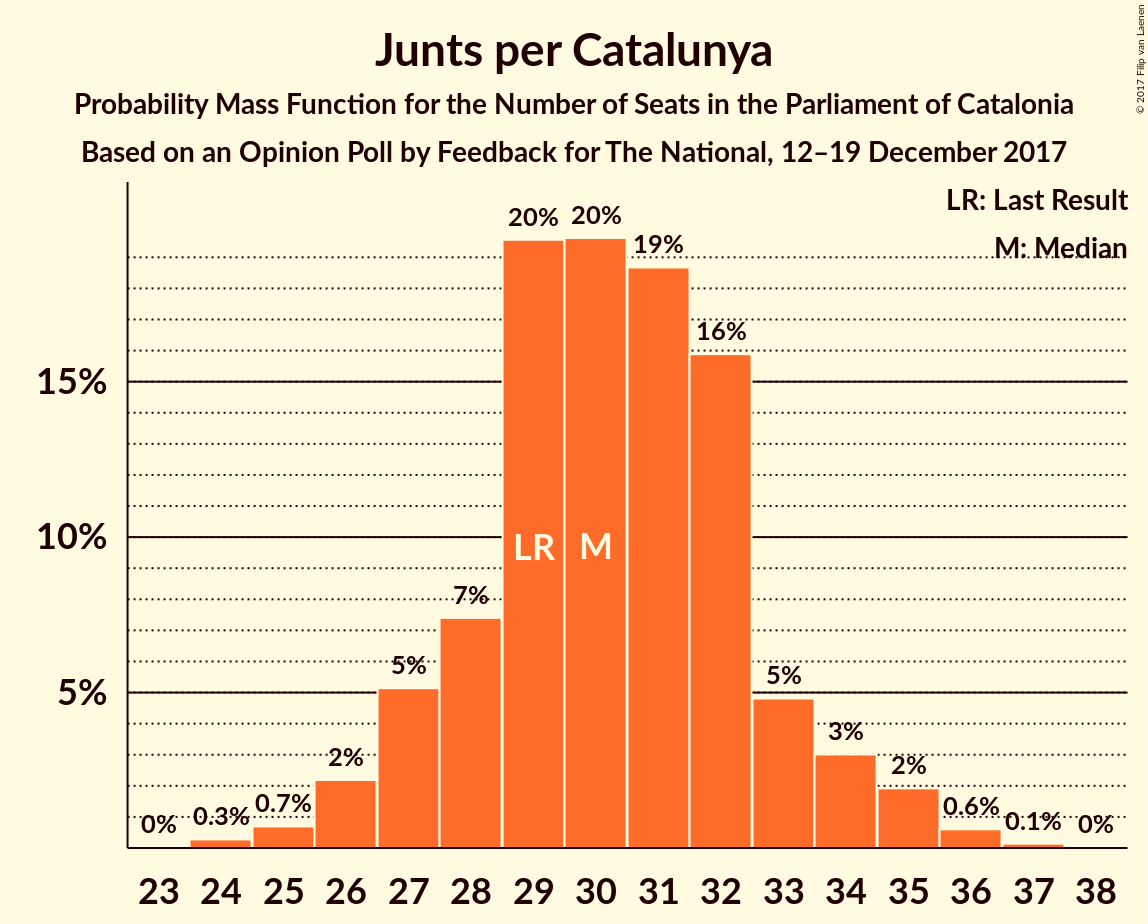 Junts per Catalunya
Probability Mass Function for the Number of Seats in the Parliament of Catalonia
Based on an Opinion Poll by Feedback for The National, 12–19 December 2017
© 2017 Filip van Laenen
LR: Last Result
M: Median
15%
10%
5%
0%
0.3%
0.7%
2%
5%
7%
20%
20%
19%
16%
5%
3%
2%
0.6%
0.1%
0%
LR
M
23 24 25 26 27 28 29 30 31 32 33 34 35 36 37 38